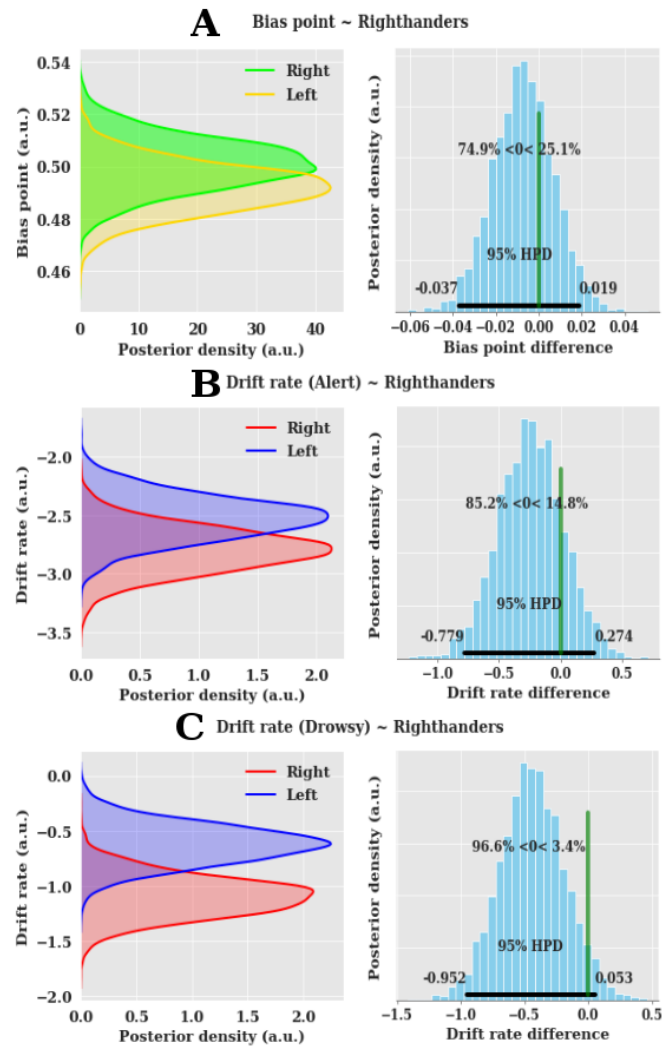 A Bias point ~ Righthanders
0.54
0.52
0.50
0.48
0.46
Bias point (a.u.)
Right
Left
0 10 20 30 40
Posterior density (a.u.)
Posterior density (a.u.)
74.9% <0< 25.1%
95% HPD
-0.037 0.019
−0.06 −0.04 −0.02 0.00 0.02 0.04
Bias point difference
B Drift rate (Alert) ~ Righthanders
−2.0
−2.5
−3.0
−3.5
Drift rate (a.u.)
Right
Left
0.0 0.5 1.0 1.5 2.0
Posterior density (a.u.)
Posterior density (a.u.)
85.2% <0< 14.8%
95% HPD
-0.779 0.274
−1.0 −0.5 0.0 0.5
Drift rate difference
C Drift rate (Drowsy) ~ Righthanders
0.0
−0.5
−1.0
−1.5
−2.0
Drift rate (a.u.)
Right
Left
0.0 0.5 1.0 1.5 2.0
Posterior density (a.u.)
Posterior density (a.u.)
96.6% <0< 3.4%
95% HPD
-0.952 0.053
−1.5 −1.0 −0.5 0.0 0.5
Drift rate difference